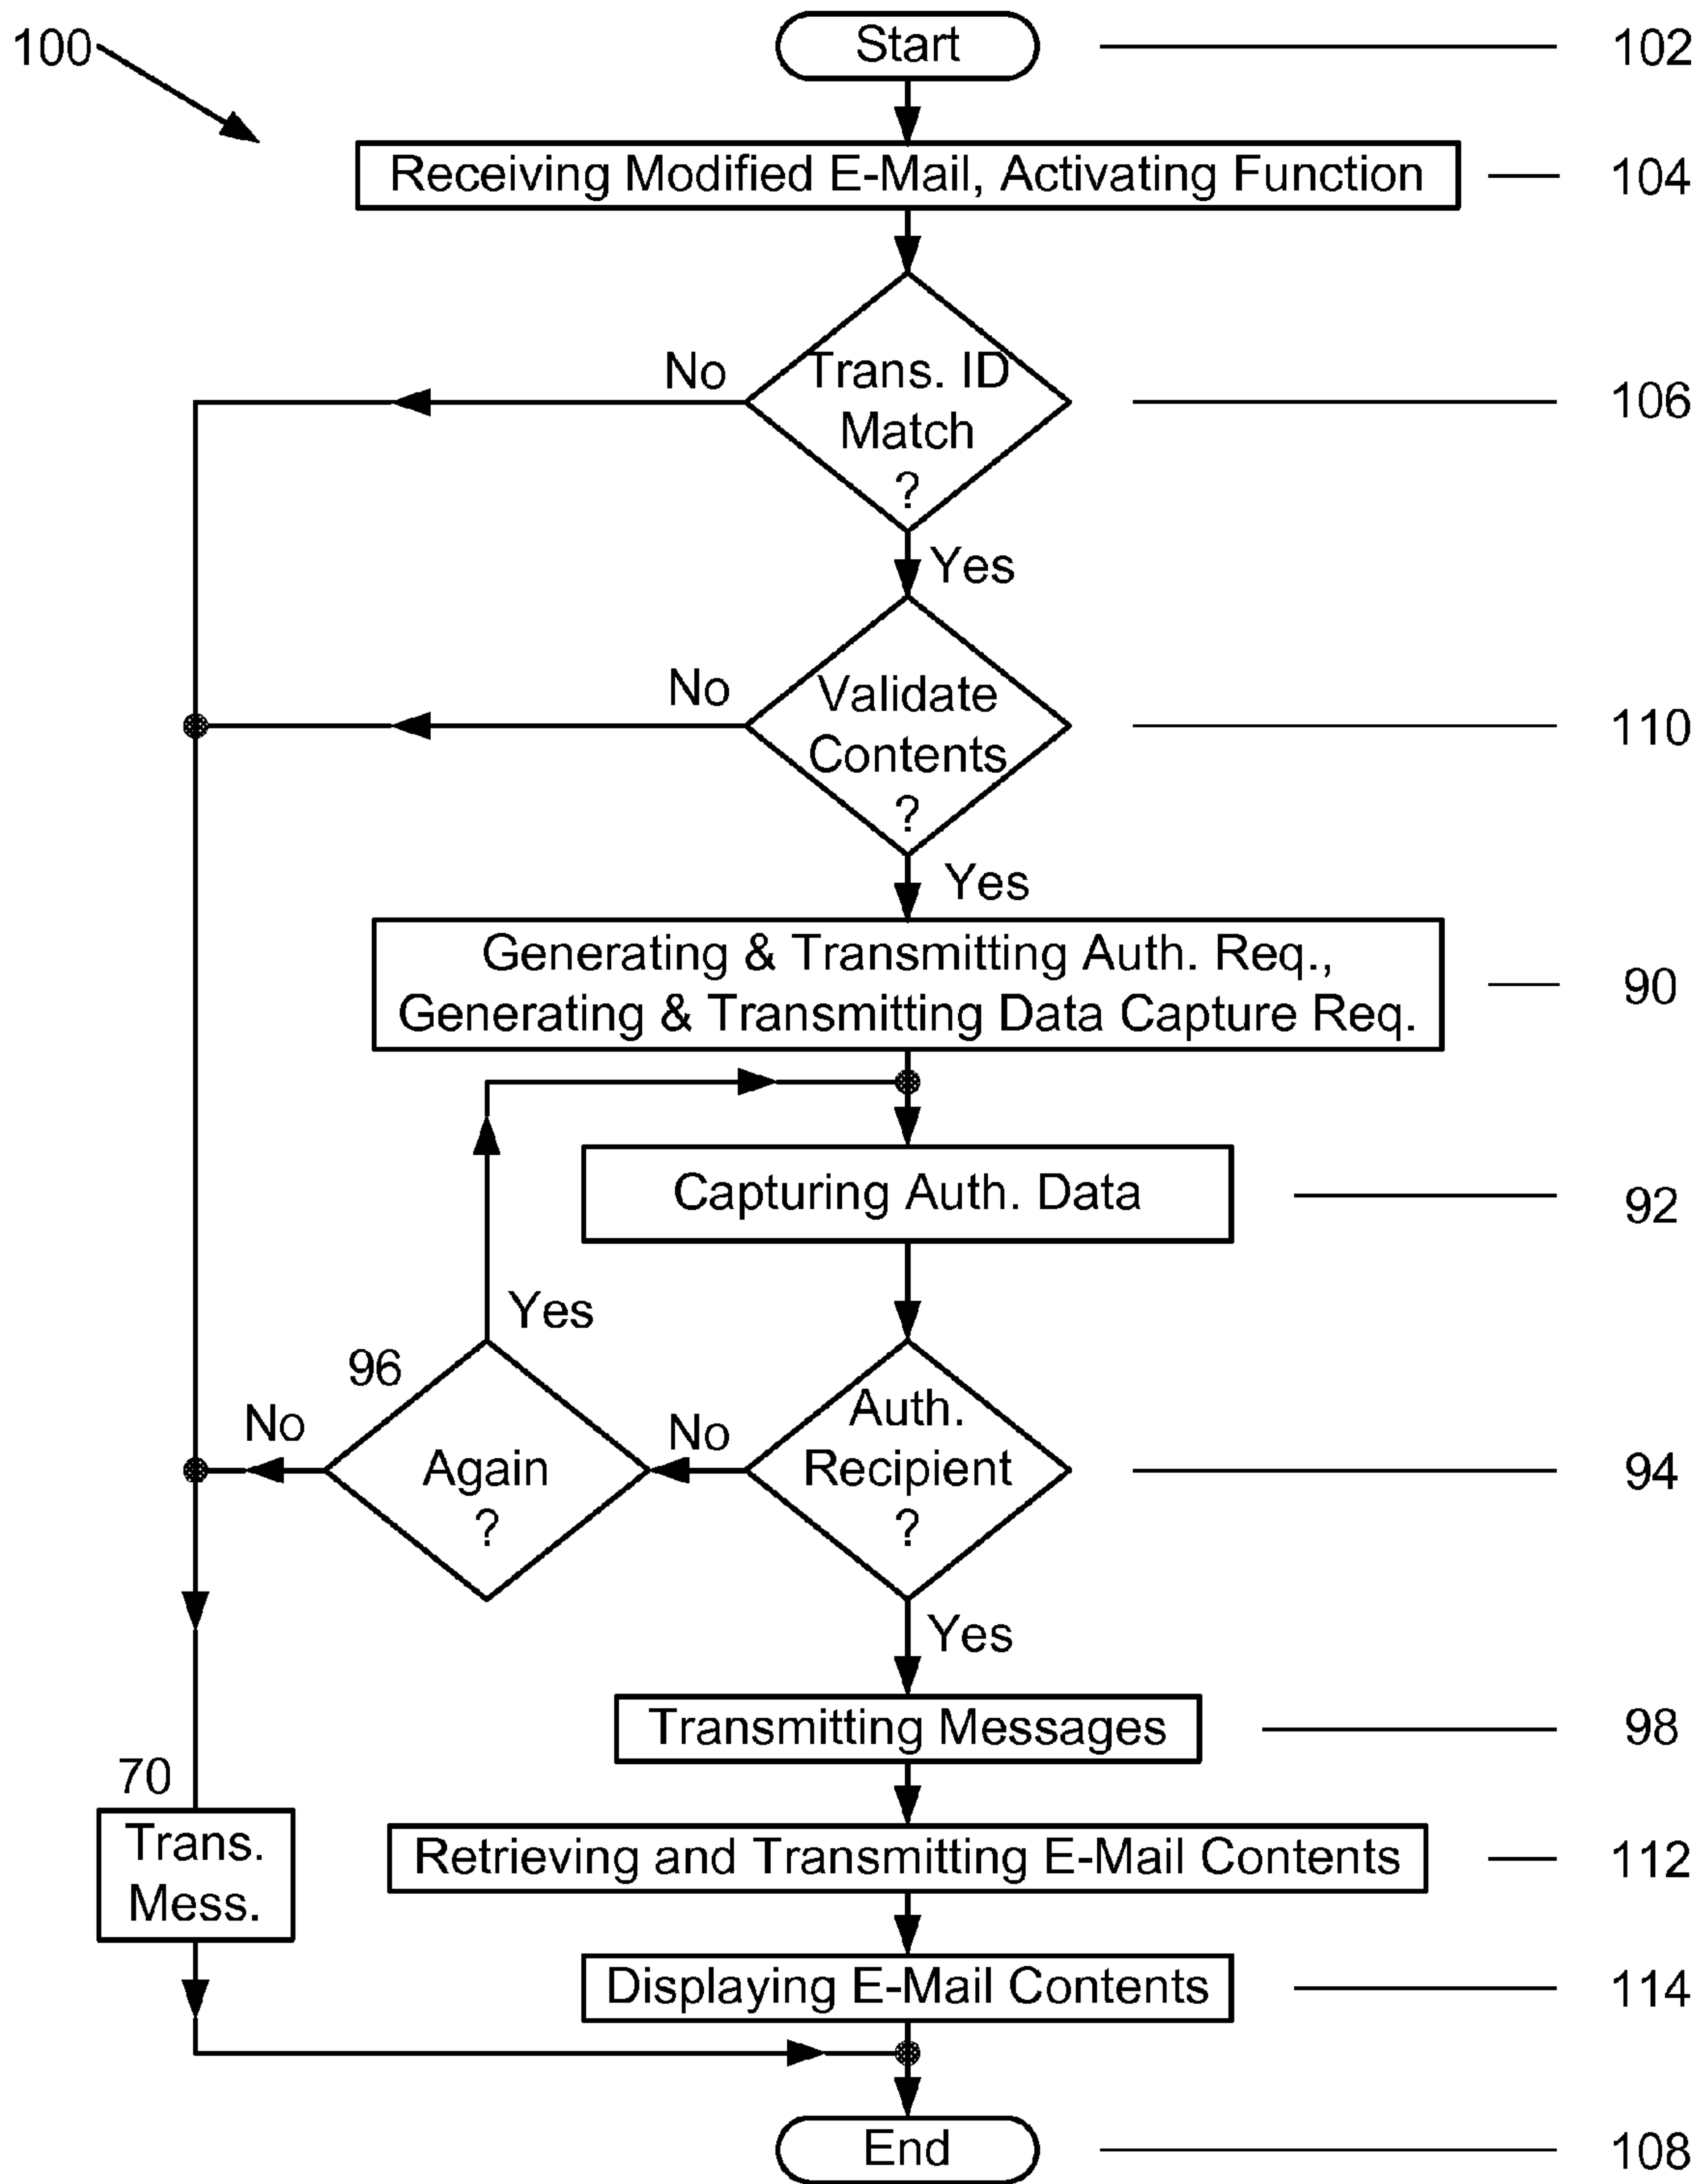 100
Start
102
Receiving Modified E-Mail, Activating Function
104
No
Trans. ID
Match
?
106
Yes
No
Validate
Contents
?
110
Yes
Generating & Transmitting Auth. Req.,
Generating & Transmitting Data Capture Req.
90
Capturing Auth. Data
92
Yes
96
No
Again
?
No
Auth.
Recipient
?
94
Yes
Transmitting Messages
98
70
Trans.
Mess.
Retrieving and Transmitting E-Mail Contents
112
Displaying E-Mail Contents
114
End
108